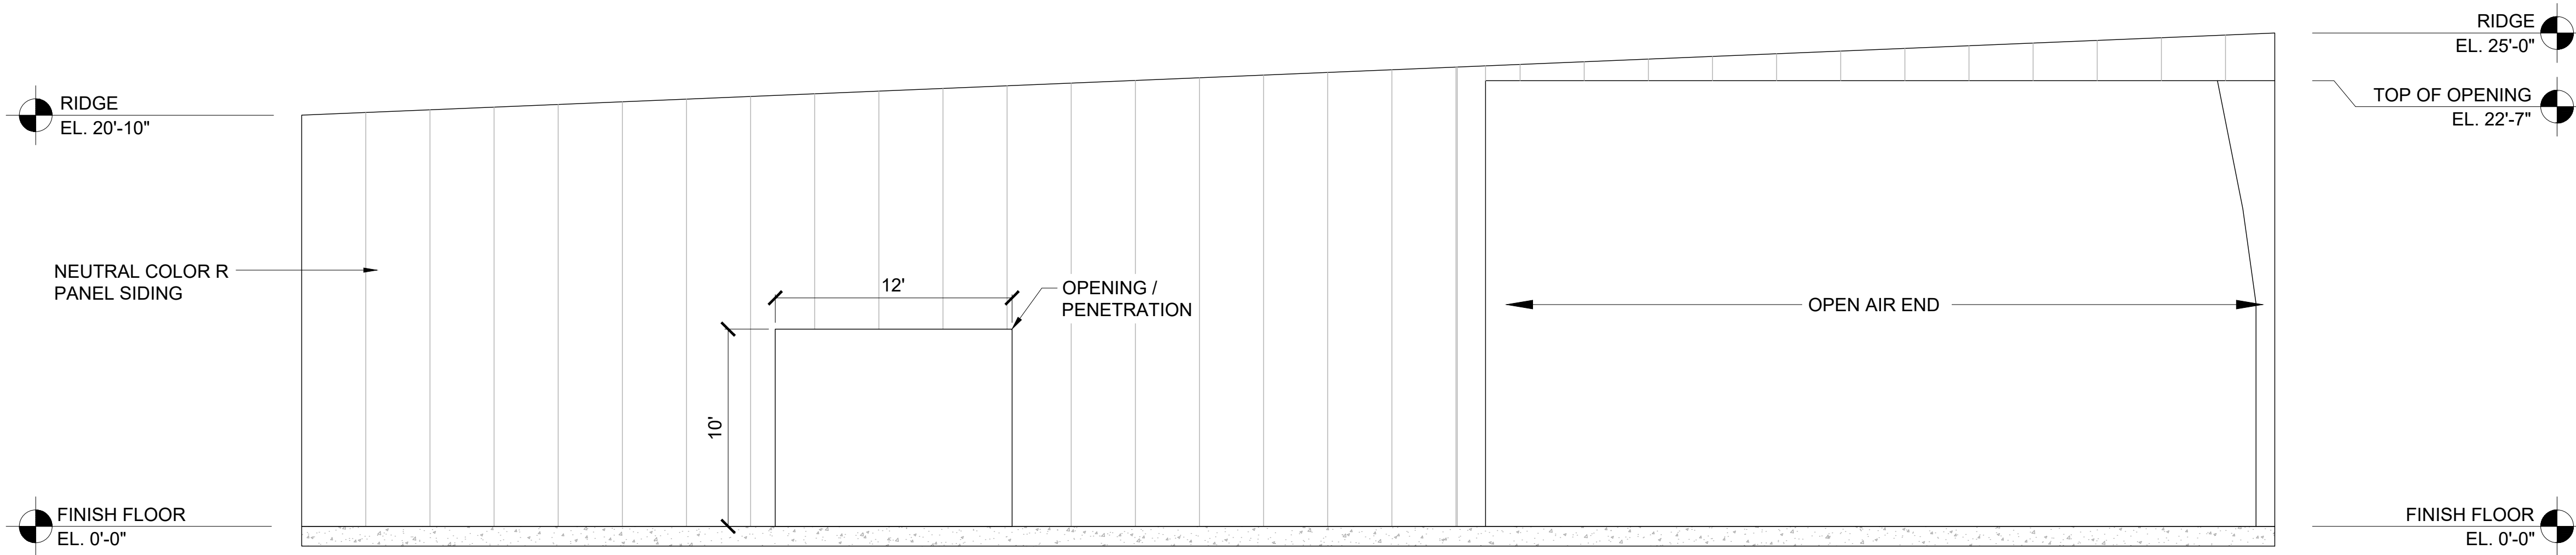 RIDGE
EL. 25'-0"
RIDGE
EL. 20'-10"
TOP OF OPENING
EL. 22'-7"
NEUTRAL COLOR R
PANEL SIDING
12'
OPENING /
PENETRATION
OPEN AIR END
10'
FINISH FLOOR
EL. 0'-0"
FINISH FLOOR
EL. 0'-0"